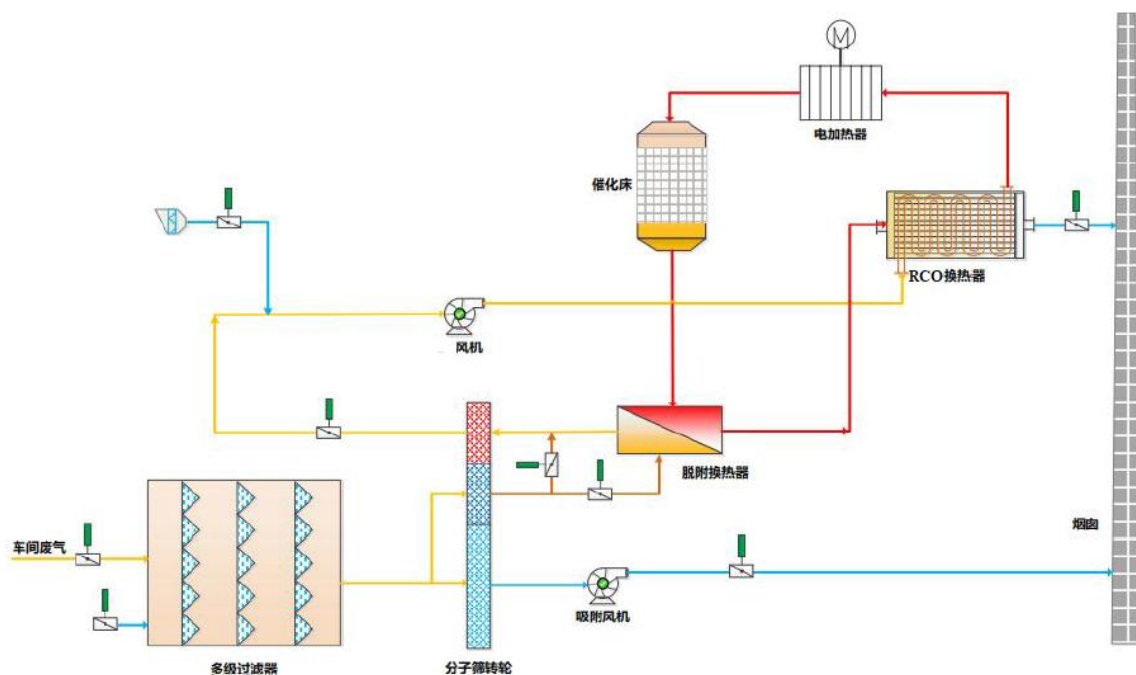 M
电加热器
催化床
RCO换热器
风机
脱附换热器
烟囱
车间废气
吸附风机
多级过滤器
分子筛转轮